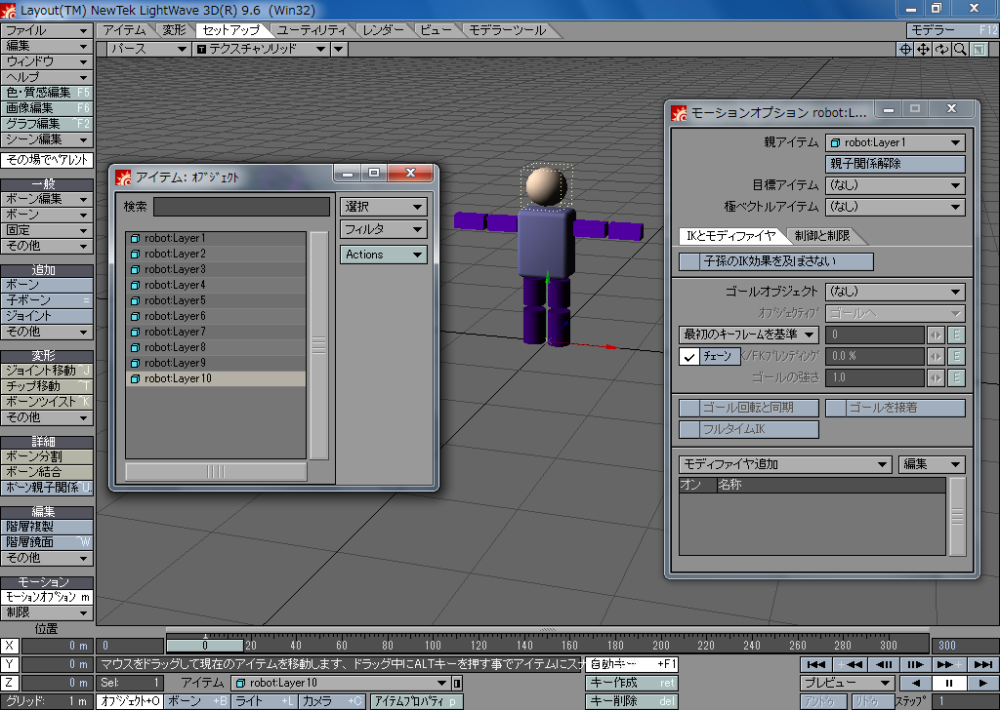 Layout(TM) NewTek LightWave 3D(R) 9.6 (Win32)
ファイル
編集
ウィンドウ
ヘルプ
色・質感編集 F5
画像編集 F6
グラフ編集 ^F2
シーン編集
その場でペアレント
一般
ボーン編集
ボーン
固定
その他
追加
ボーン
子ボーン =
ジョイント
その他
変形
ジョイント移動 ^J
チップ移動 ^T
ボーンツイスト ^K
その他
詳細
ボーン分割
ボーン結合
ボーン親子関係 U
編集
階層複製
階層鏡面 ^W
その他
モーション
モーションオプション m
制限
アイテム 変形 セットアップ ユーティリティ レンダー ビュー モデラーツール
モデラー F12
パース テクスチャソリッド
アイテム: オブジェクト
検索
robot:Layer1
robot:Layer2
robot:Layer3
robot:Layer4
robot:Layer5
robot:Layer6
robot:Layer7
robot:Layer8
robot:Layer9
robot:Layer10
選択
フィルタ
Actions
モーションオプション robot:L...
親アイテム robot:Layer1
親子関係解除
目標アイテム (なし)
極ベクトルアイテム (なし)
IKとモディファイヤ 制御と制限
子孫のIK効果を及ぼさない
ゴールオブジェクト (なし)
オブジェクティブ ゴールへ
最初のキーフレームを基準 0 E
チェーン K/FKブレンディング 0.0 % E
ゴールの強さ 1.0 E
ゴール回転と同期 ゴールを接着
フルタイムIK
モディファイヤ追加 編集
オン 名称
位置
X 0 m 0 0 20 40 60 80 100 120 140 160 180 200 220 240 260 280 300 300
Y 0 m マウスをドラッグして現在のアイテムを移動します、ドラッグ中にALTキーを押す事でアイテムにスナ 自動キー +F1
Z 0 m Sel: 1 アイテム robot:Layer10 キー作成 ret プレビュー
グリッド: 1 m オブジェクト+O ボーン +B ライト +L カメラ +C アイテムプロパティ p キー削除 del アンドゥ リドゥ ステップ 1